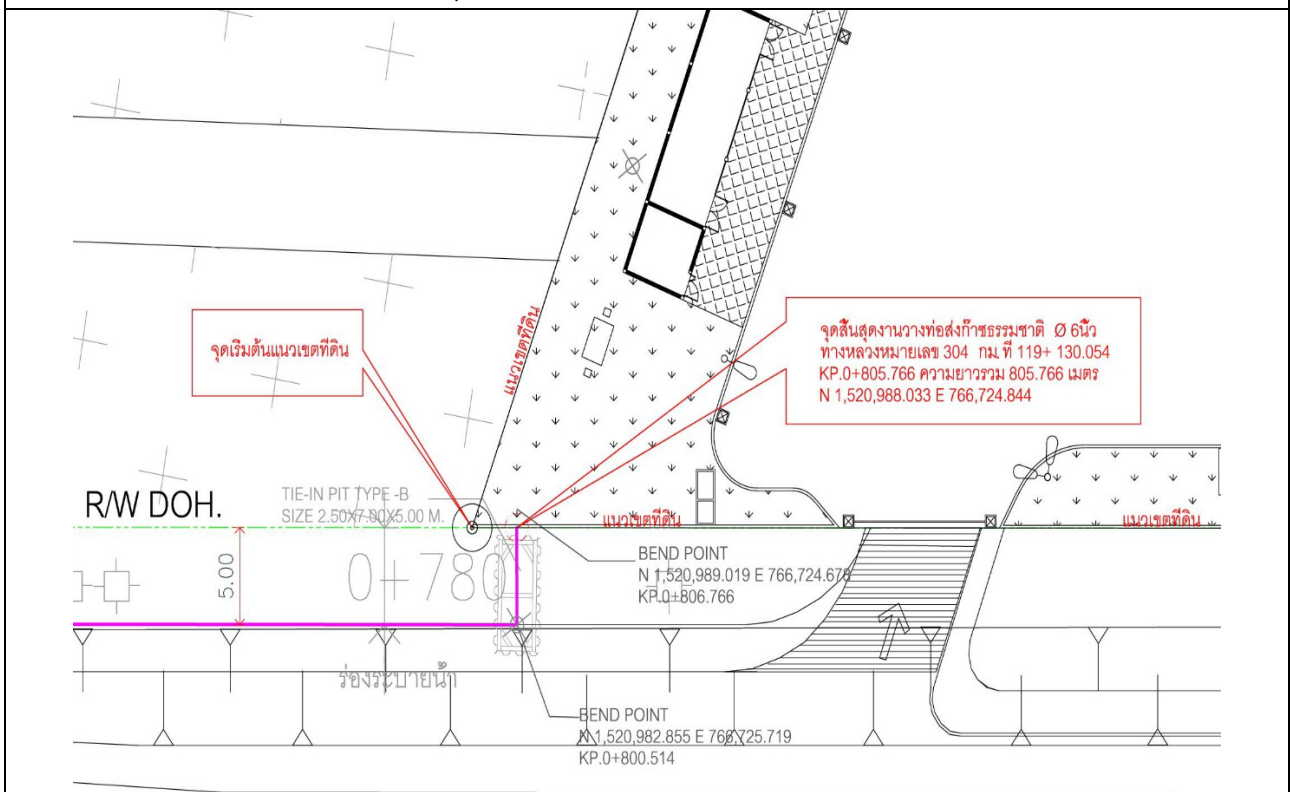 แนวเขตที่ดิน
จุดเริ่มต้นแนวเขตที่ดิน
จุดสิ้นสุดงานวางท่อส่งก๊าซธรรมชาติ Ø 6นิ้ว
ทางหลวงหมายเลข 304 กม.ที่ 119+ 130.054
KP.0+805.766 ความยาวรวม 805.766 เมตร
N 1,520,988.033 E 766,724.844
R/W DOH.
TIE-IN PIT TYPE -B
SIZE 2.50X7.00X5.00 M.
แนวเขตที่ดิน
แนวเขตที่ดิน
5.00
0+780
BEND POINT
N 1,520,989.019 E 766,724.678
KP.0+806.766
ร่องระบายน้ำ
BEND POINT
N 1,520,982.855 E 766,725.719
KP.0+800.514